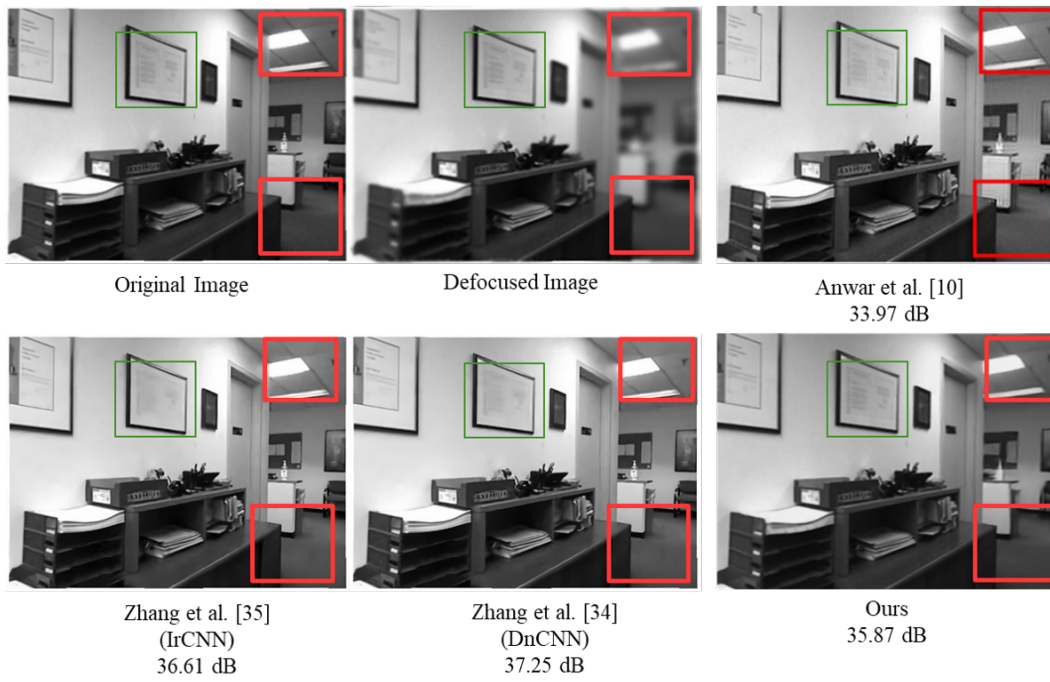 Original Image
Defocused Image
Anwar et al. [10]
33.97 dB
Zhang et al. [35]
(IrCNN)
36.61 dB
Zhang et al. [34]
(DnCNN)
37.25 dB
Ours
35.87 dB